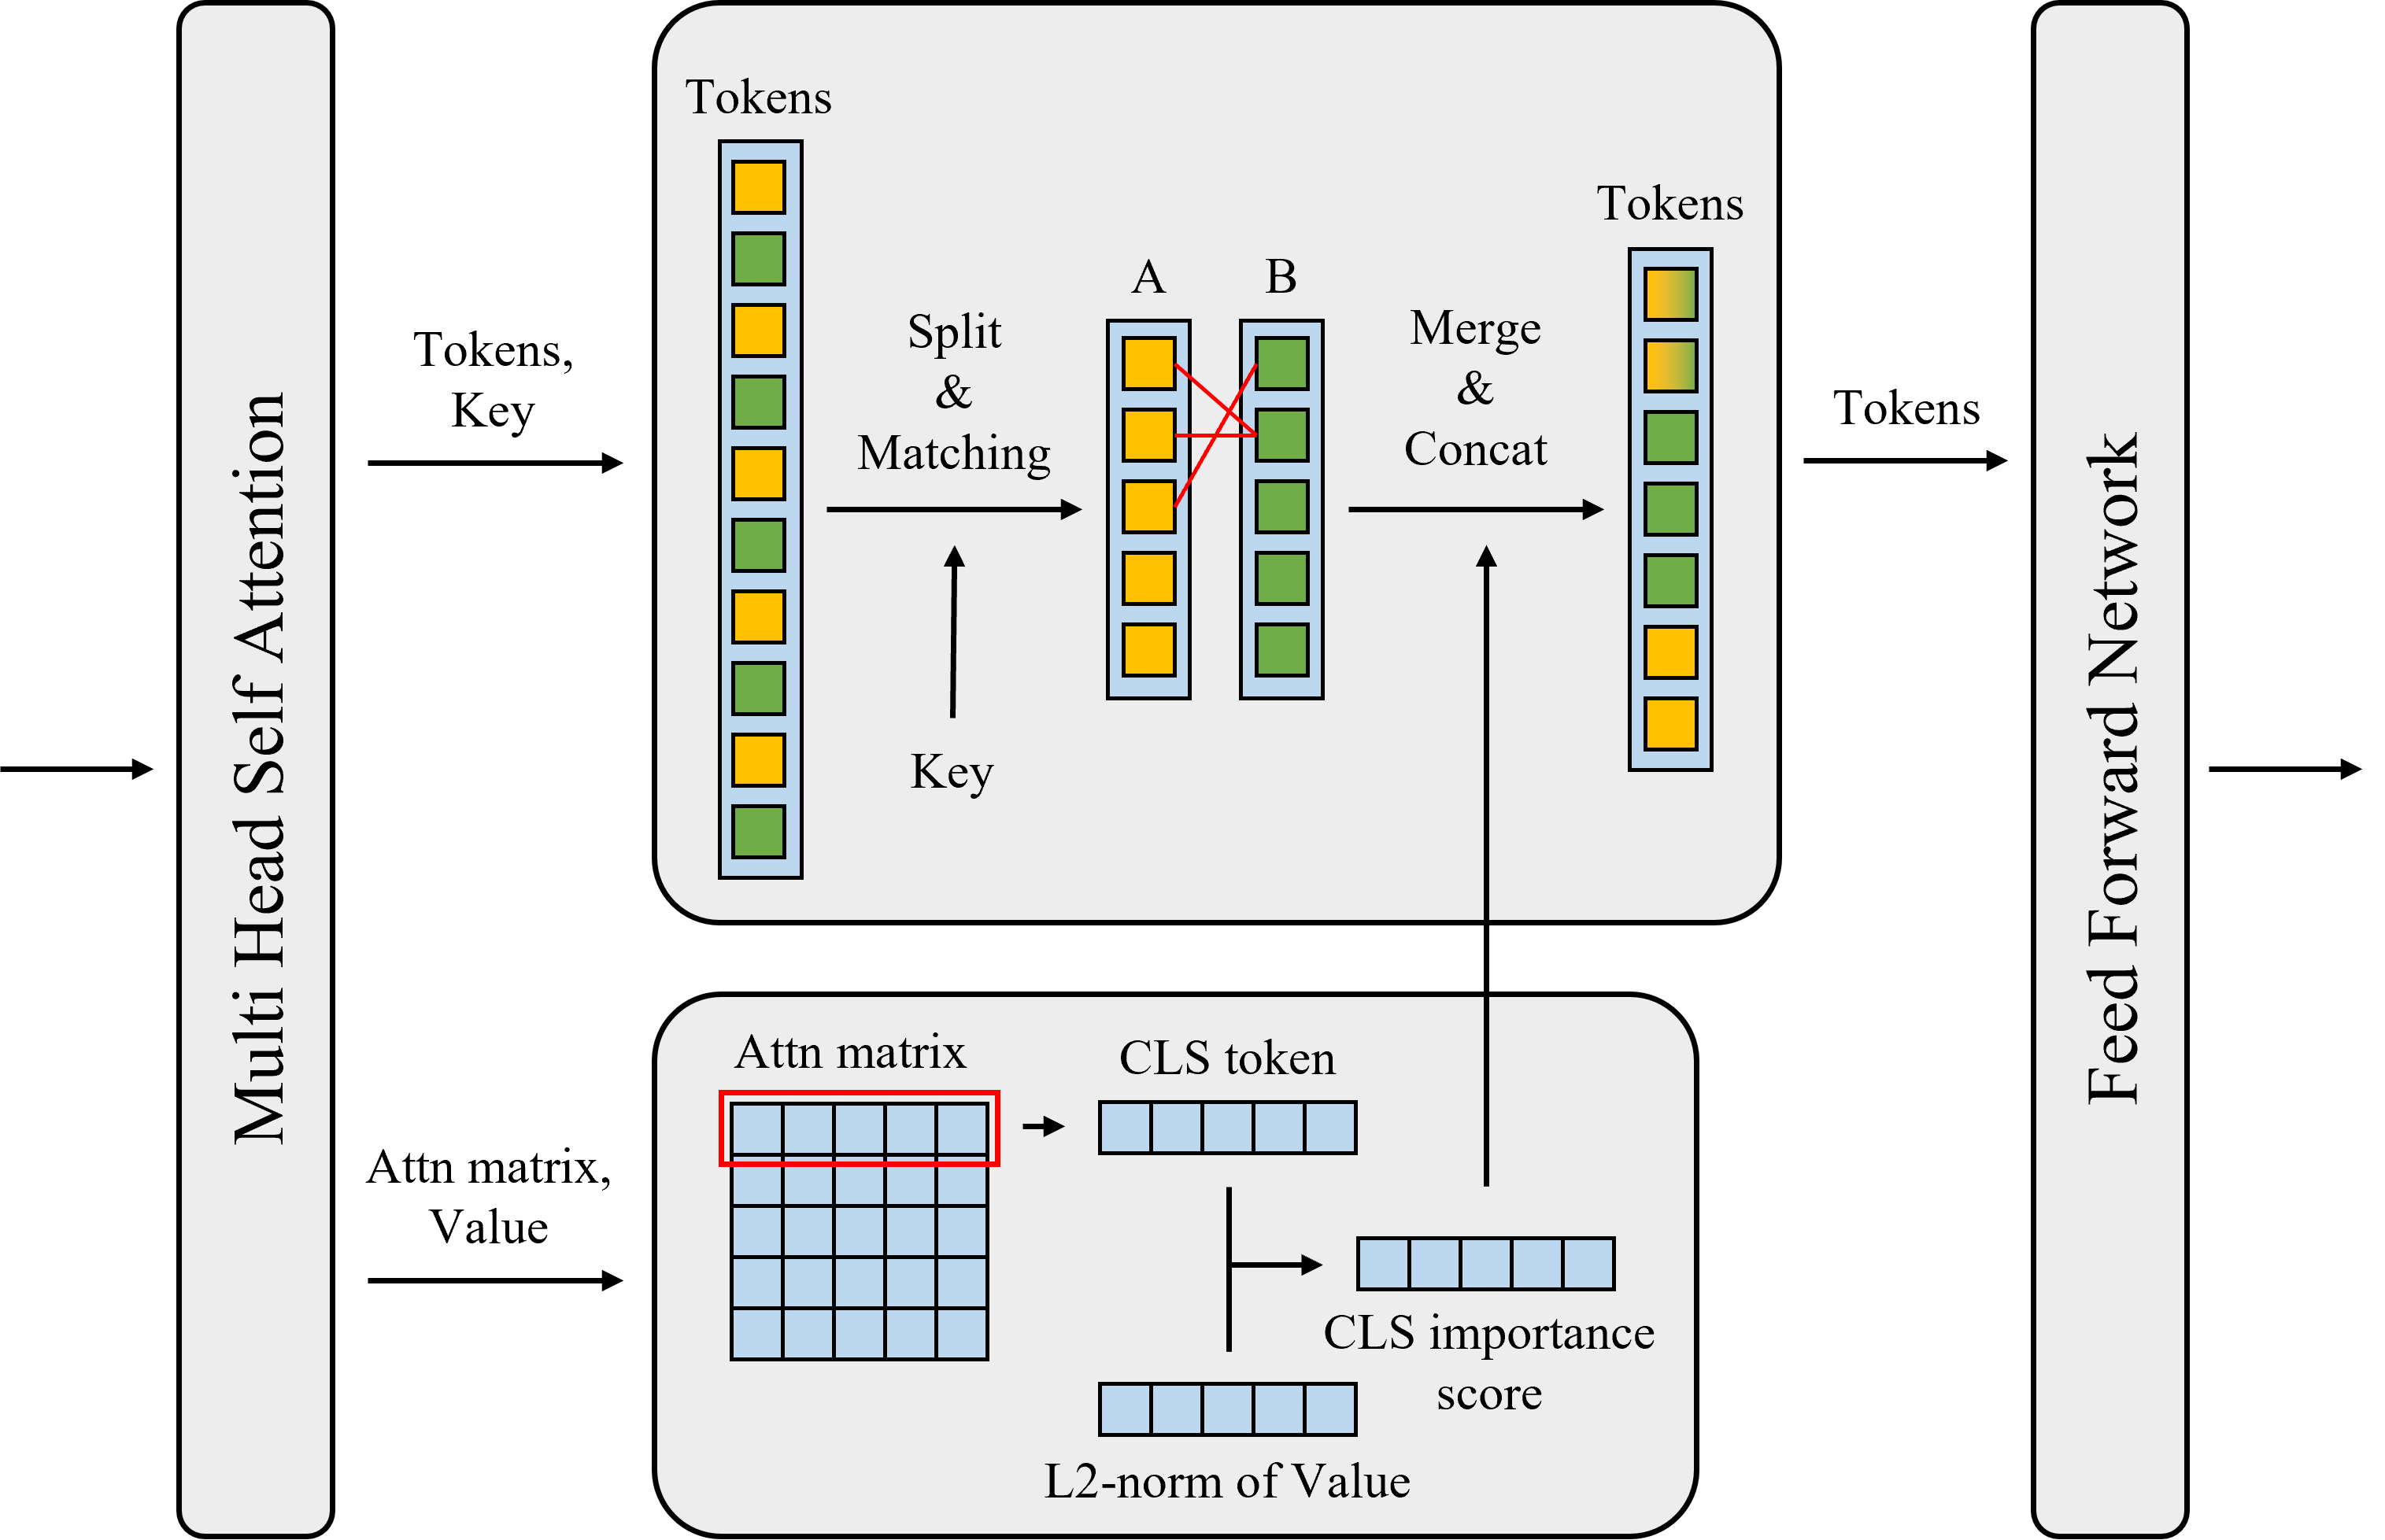 Multi Head Self Attention
Tokens,
Key
Attn matrix,
Value
Tokens
Split
&
Matching
Key
A
B
Merge
&
Concat
Tokens
Attn matrix
CLS token
CLS importance
score
L2-norm of Value
Tokens
Feed Forward Network